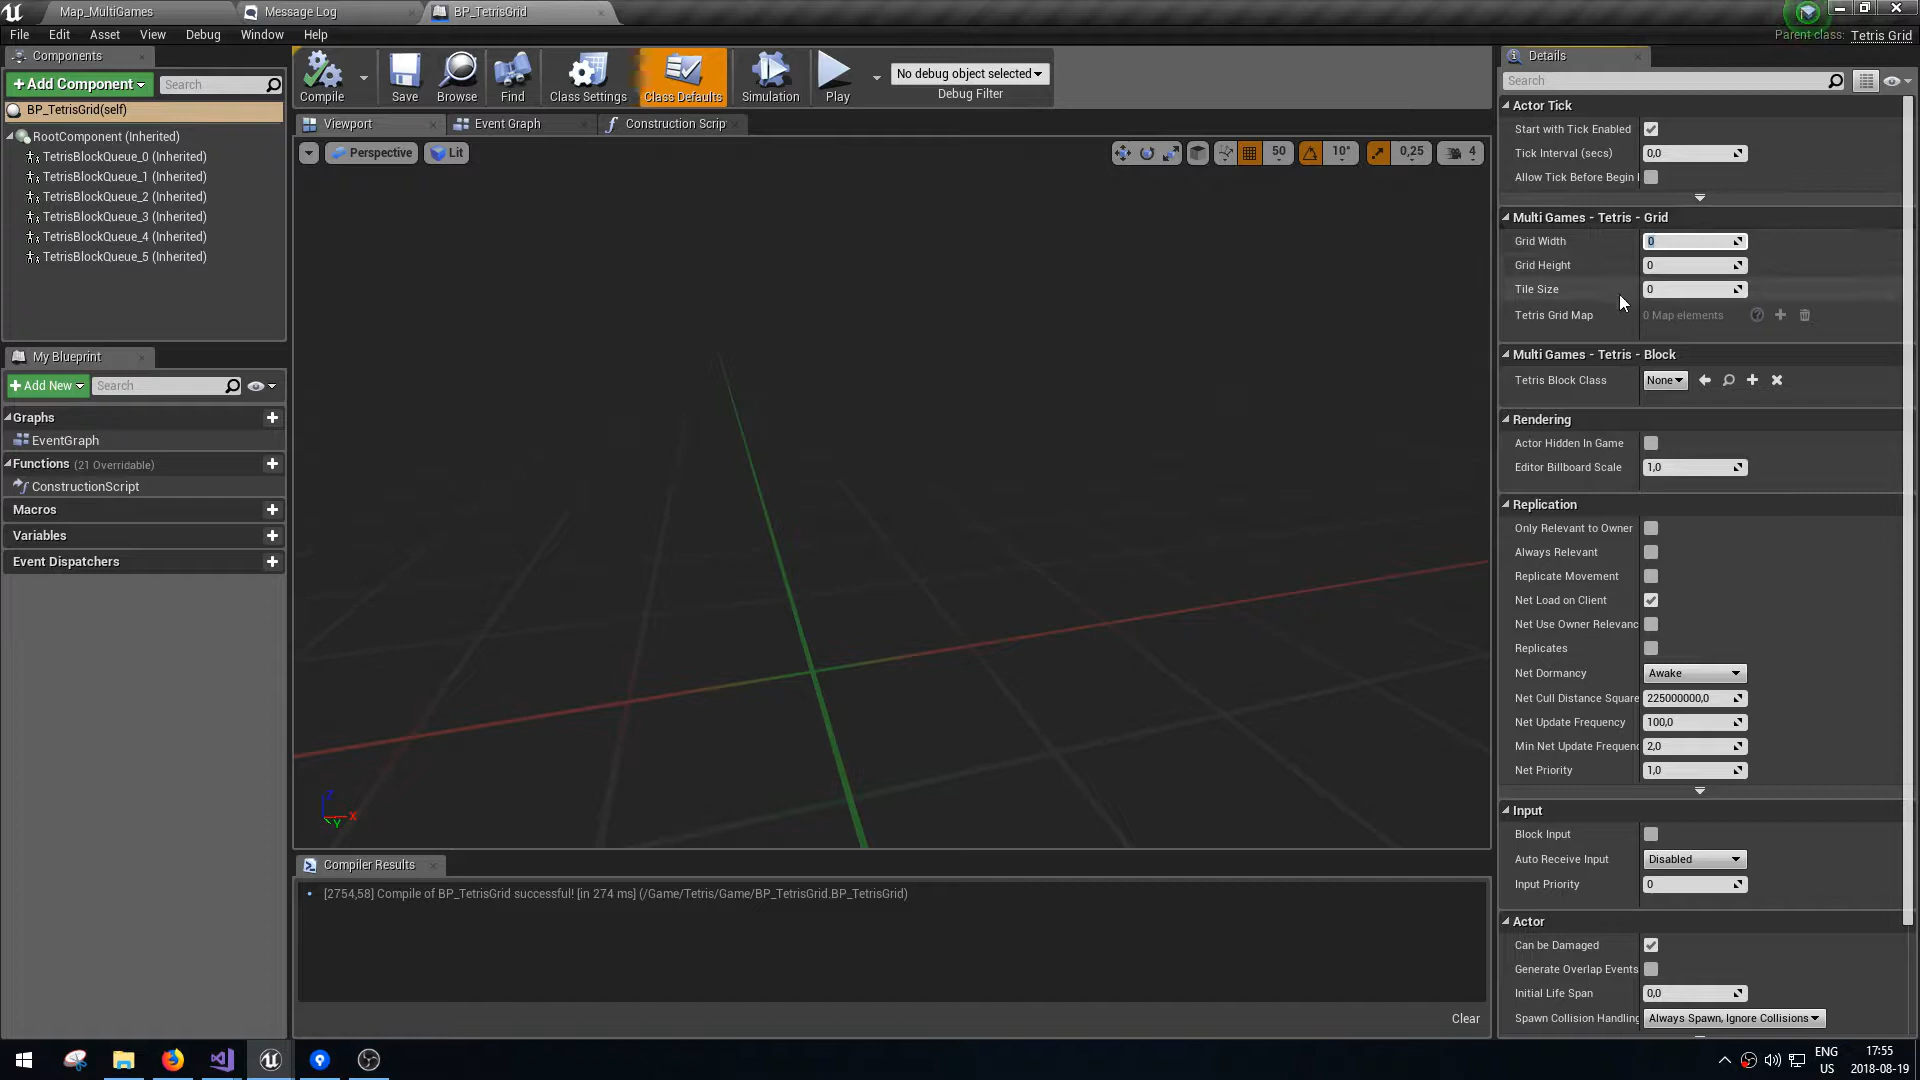 Map_MultiGames
Message Log
BP_TetrisGrid
File
Edit
Asset
View
Debug
Window
Help
Parent class: Tetris Grid
Components
+Add Component
Search
BP_TetrisGrid(self)
RootComponent (Inherited)
TetrisBlockQueue_0 (Inherited)
TetrisBlockQueue_1 (Inherited)
TetrisBlockQueue_2 (Inherited)
TetrisBlockQueue_3 (Inherited)
TetrisBlockQueue_4 (Inherited)
TetrisBlockQueue_5 (Inherited)
My Blueprint
+Add New
Search
Graphs
EventGraph
Functions (21 Overridable)
ConstructionScript
Macros
Variables
Event Dispatchers
Compile
Save
Browse
Find
Class Settings
Class Defaults
Simulation
Play
No debug object selected
Debug Filter
Viewport
Event Graph
Construction Scrip
Perspective
Lit
50
10°
0,25
4
Z
X
Y
Compiler Results
[2754,58] Compile of BP_TetrisGrid successful! [in 274 ms] (/Game/Tetris/Game/BP_TetrisGrid.BP_TetrisGrid)
Clear
Details
Search
Actor Tick
Start with Tick Enabled
Tick Interval (secs) 0,0
Allow Tick Before Begin
Multi Games - Tetris - Grid
Grid Width 0
Grid Height 0
Tile Size 0
Tetris Grid Map 0 Map elements
Multi Games - Tetris - Block
Tetris Block Class None
Rendering
Actor Hidden In Game
Editor Billboard Scale 1,0
Replication
Only Relevant to Owner
Always Relevant
Replicate Movement
Net Load on Client
Net Use Owner Relevanc
Replicates
Net Dormancy Awake
Net Cull Distance Square 225000000,0
Net Update Frequency 100,0
Min Net Update Frequenc 2,0
Net Priority 1,0
Input
Block Input
Auto Receive Input Disabled
Input Priority 0
Actor
Can be Damaged
Generate Overlap Events
Initial Life Span 0,0
Spawn Collision Handling Always Spawn, Ignore Collisions
ENG
US
17:55
2018-08-19